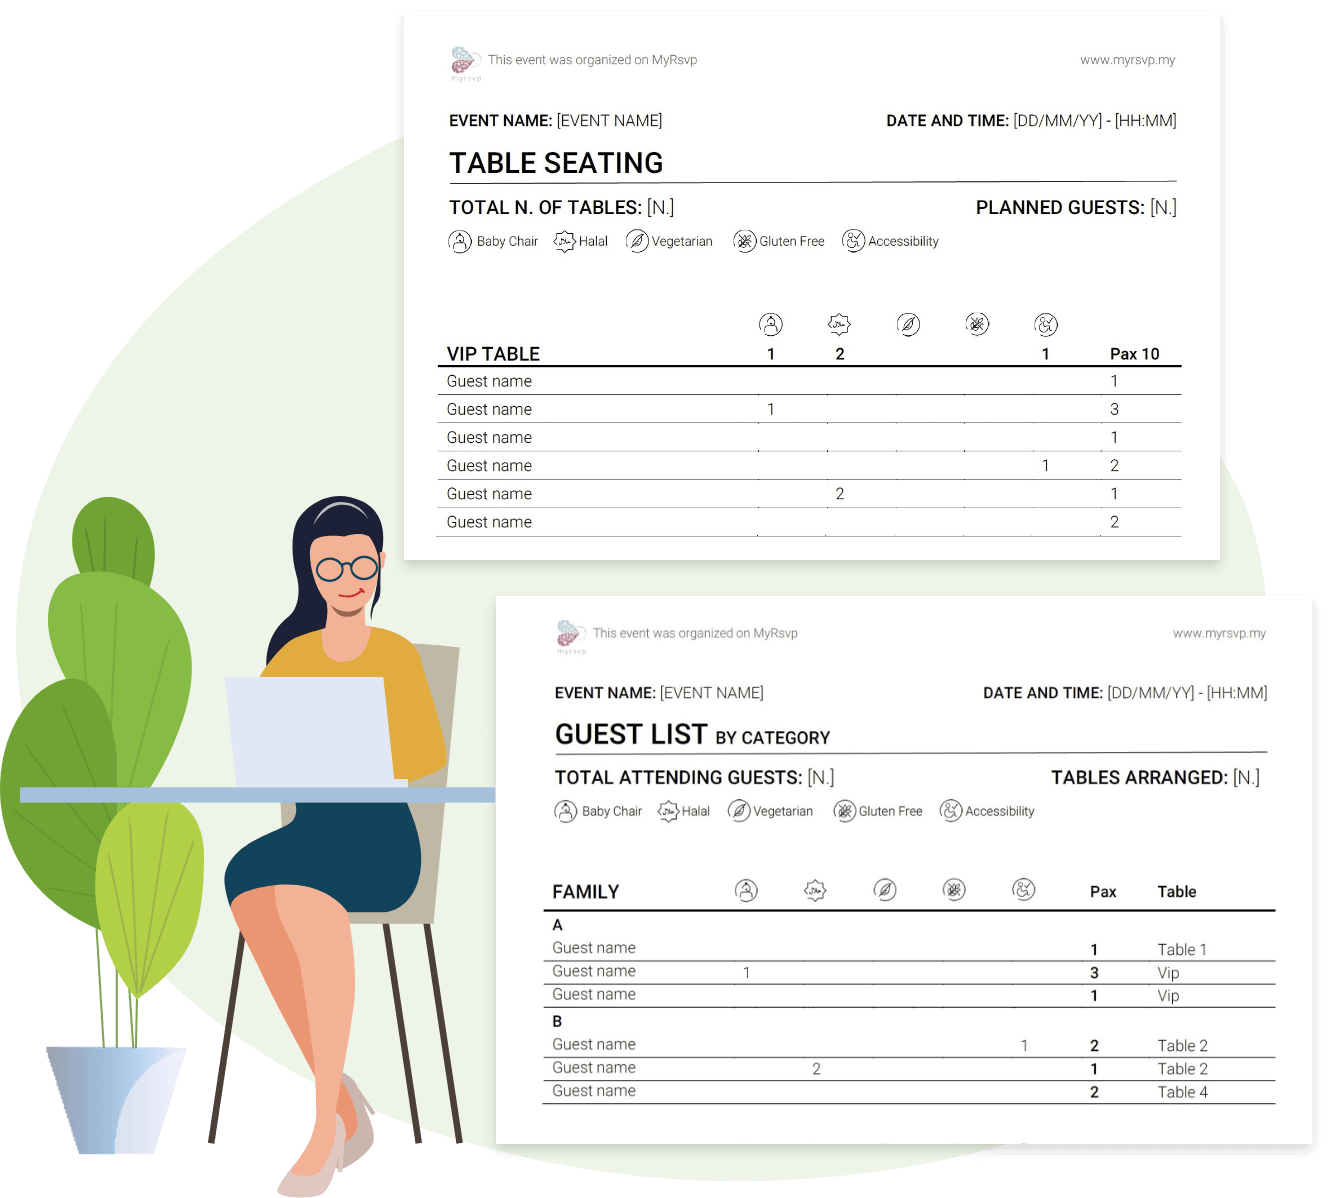 This event was organized on MyRsvp www.myrsvp.my
myrsvp
EVENT NAME: [EVENT NAME] DATE AND TIME: [DD/MM/YY] - [HH:MM]
TABLE SEATING
TOTAL N. OF TABLES: [N.] PLANNED GUESTS: [N.]
Baby Chair Halal Vegetarian Gluten Free Accessibility
VIP TABLE 1 2 1 Pax 10
Guest name 1
Guest name 1 3
Guest name 1
Guest name 1 2
Guest name 2 1
Guest name 2
This event was organized on MyRsvp www.myrsvp.my
myrsvp
EVENT NAME: [EVENT NAME] DATE AND TIME: [DD/MM/YY] - [HH:MM]
GUEST LIST BY CATEGORY
TOTAL ATTENDING GUESTS: [N.] TABLES ARRANGED: [N.]
Baby Chair Halal Vegetarian Gluten Free Accessibility
FAMILY Pax Table
A
Guest name 1 Table 1
Guest name 1 3 Vip
Guest name 1 Vip
B
Guest name 1 2 Table 2
Guest name 2 1 Table 2
Guest name 2 Table 4